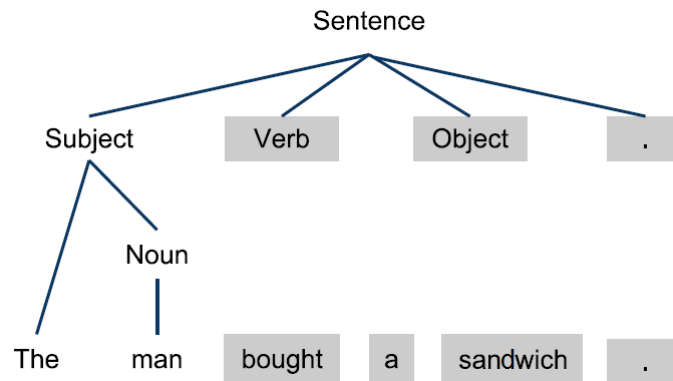 Sentence
Subject Verb Object .
Noun
The man bought a sandwich .